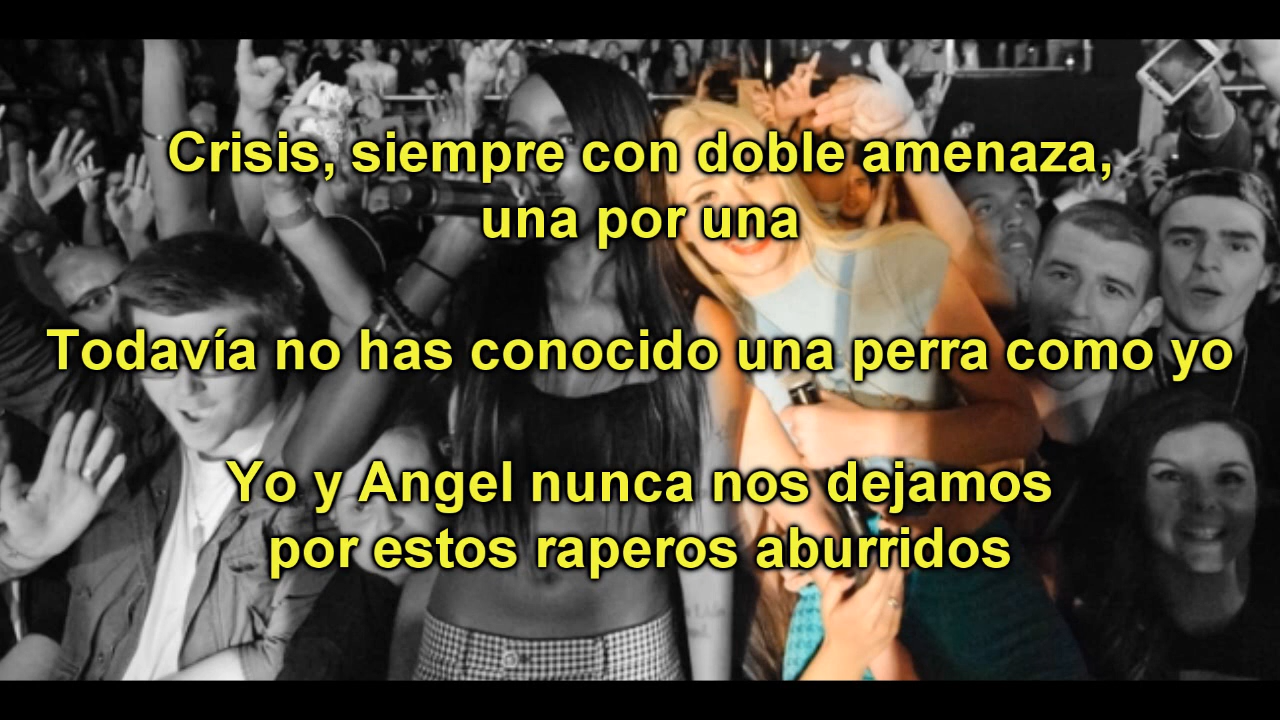 Crisis, siempre con doble amenaza,
una por una
Todavía no has conocido una perra como yo
Yo y Angel nunca nos dejamos
por estos raperos aburridos